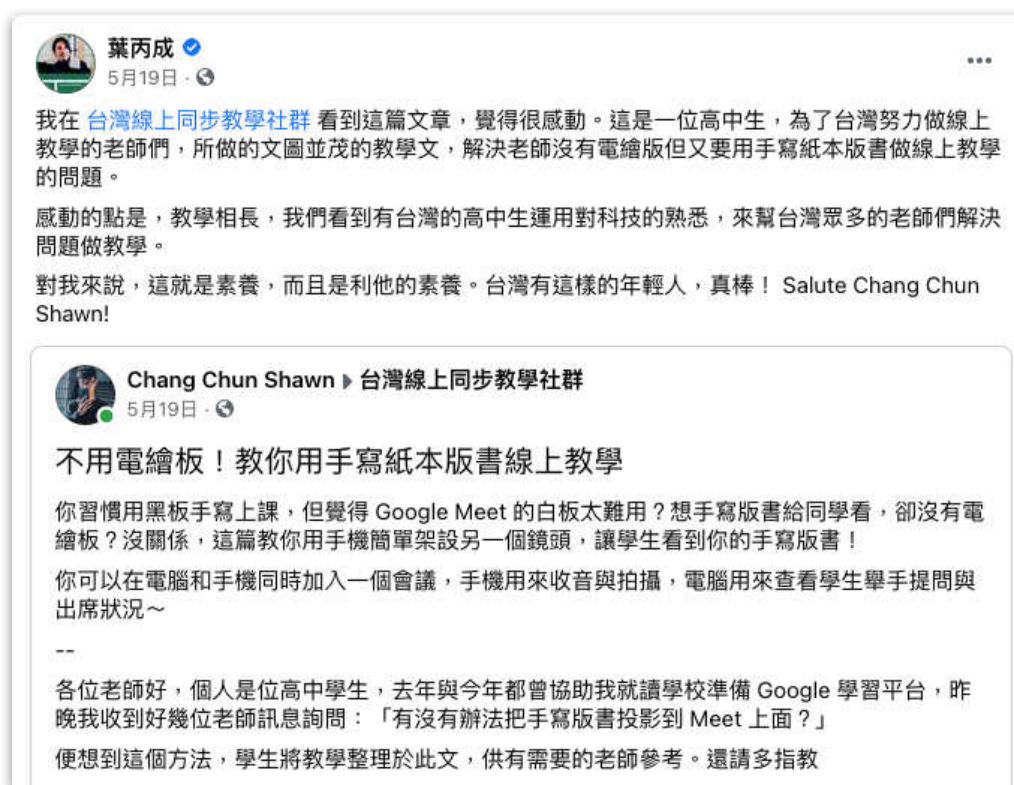 葉丙成
5月19日 ·
我在 台灣線上同步教學社群 看到這篇文章，覺得很感動。這是一位高中生，為了台灣努力做線上
教學的老師們，所做的文圖並茂的教學文，解決老師沒有電繪版但又要用手寫紙本版書做線上教學
的問題。
感動的點是，教學相長，我們看到有台灣的高中生運用對科技的熟悉，來幫台灣眾多的老師們解決
問題做教學。
對我來說，這就是素養，而且是利他的素養。台灣有這樣的年輕人，真棒！ Salute Chang Chun
Shawn!
Chang Chun Shawn ▶ 台灣線上同步教學社群
5月19日 ·
不用電繪板！教你用手寫紙本版書線上教學
你習慣用黑板手寫上課，但覺得 Google Meet 的白板太難用？想手寫版書給同學看，卻沒有電
繪板？沒關係，這篇教你用手機簡單架設另一個鏡頭，讓學生看到你的手寫版書！
你可以在電腦和手機同時加入一個會議，手機用來收音與拍攝，電腦用來查看學生舉手提問與
出席狀況～
--
各位老師好，個人是位高中學生，去年與今年都曾協助我就讀學校準備 Google 學習平台，昨
晚我收到好幾位老師訊息詢問：「有沒有辦法把手寫版書投影到 Meet 上面？」
便想到這個方法，學生將教學整理於此文，供有需要的老師參考。還請多指教